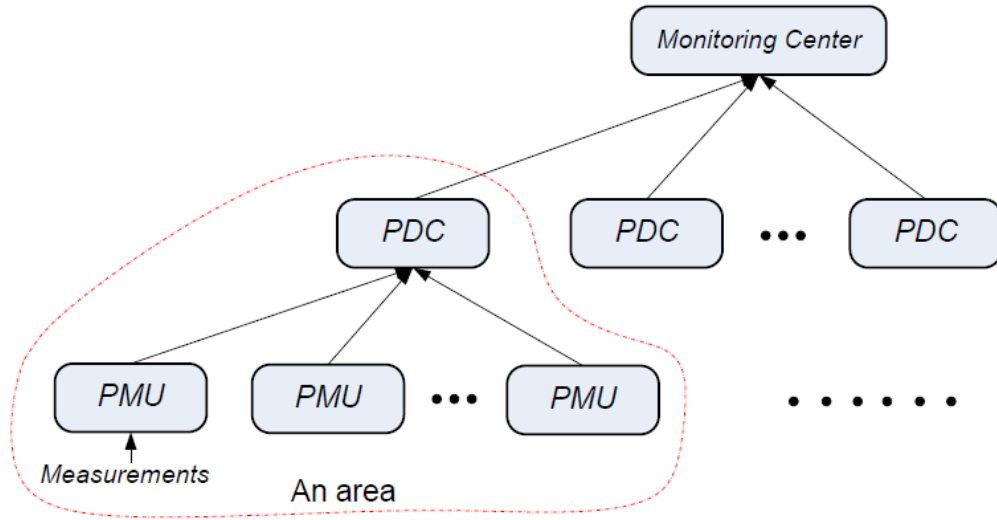 Monitoring Center
PDC
PDC
PDC
PMU
PMU
PMU
Measurements
An area